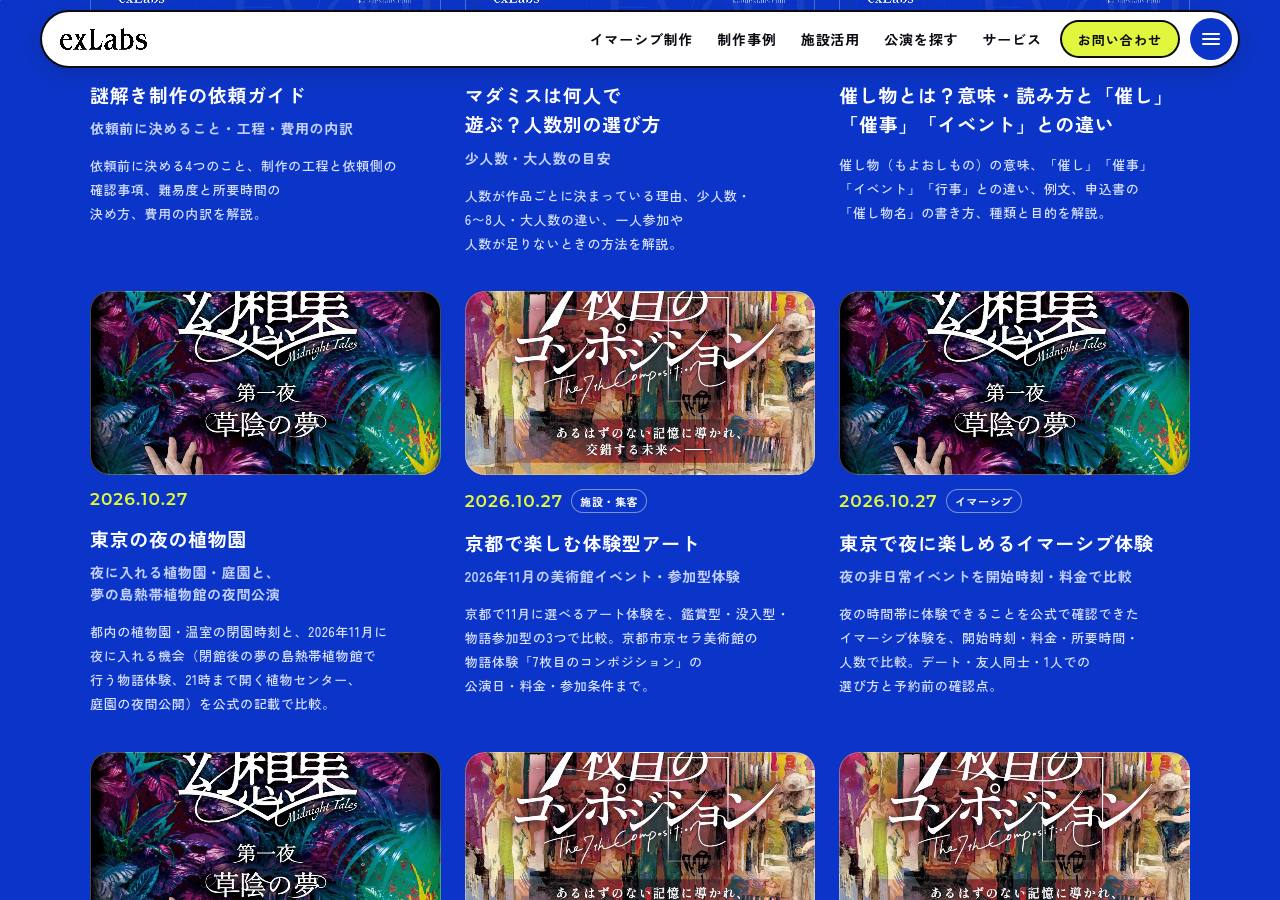 exLabs
イマーシブ制作
制作事例
施設活用
公演を探す
サービス
お問い合わせ
謎解き制作の依頼ガイド
依頼前に決めること・工程・費用の内訳
依頼前に決める4つのこと、制作の工程と依頼側の
確認事項、難易度と所要時間の
決め方、費用の内訳を解説。
マダミスは何人で
遊ぶ？人数別の選び方
少人数・大人数の目安
人数が作品ごとに決まっている理由、少人数・
6〜8人・大人数の違い、一人参加や
人数が足りないときの方法を解説。
催し物とは？意味・読み方と「催し」
「催事」「イベント」との違い
催し物（もよおしもの）の意味、「催し」「催事」
「イベント」「行事」との違い、例文、申込書の
「催し物名」の書き方、種類と目的を解説。
幻想集
Midnight Tales
第一夜
草陰の夢
2026.10.27
東京の夜の植物園
夜に入れる植物園・庭園と、
夢の島熱帯植物館の夜間公演
都内の植物園・温室の閉園時刻と、2026年11月に
夜に入れる機会（閉館後の夢の島熱帯植物館で
行う物語体験、21時まで開く植物センター、
庭園の夜間公開）を公式の記載で比較。
7枚目の
コンポジション
The 7th Composition
あるはずのない記憶に導かれ、
交錯する未来へ――
2026.10.27
施設・集客
京都で楽しむ体験型アート
2026年11月の美術館イベント・参加型体験
京都で11月に選べるアート体験を、鑑賞型・没入型・
物語参加型の3つで比較。京都市京セラ美術館の
物語体験「7枚目のコンポジション」の
公演日・料金・参加条件まで。
幻想集
Midnight Tales
第一夜
草陰の夢
2026.10.27
イマーシブ
東京で夜に楽しめるイマーシブ体験
夜の非日常イベントを開始時刻・料金で比較
夜の時間帯に体験できることを公式で確認できた
イマーシブ体験を、開始時刻・料金・所要時間・
人数で比較。デート・友人同士・1人での
選び方と予約前の確認点。
幻想集
Midnight Tales
第一夜
草陰の夢
7枚目の
コンポジション
The 7th Composition
あるはずのない記憶に導かれ、
7枚目の
コンポジション
The 7th Composition
あるはずのない記憶に導かれ、